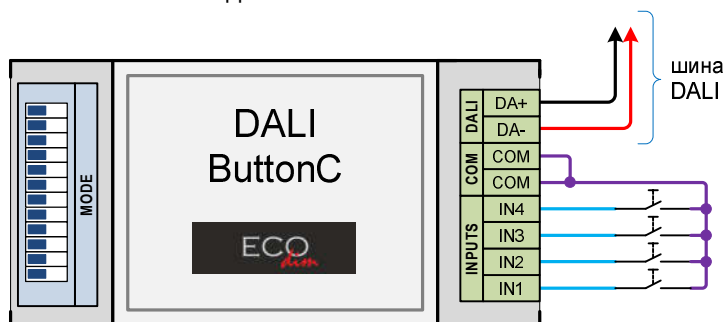 DALI
ButtonC
ECO
dim
MODE
DALI
DA+
DA-
COM
COM
COM
INPUTS
IN4
IN3
IN2
IN1
шина
DALI